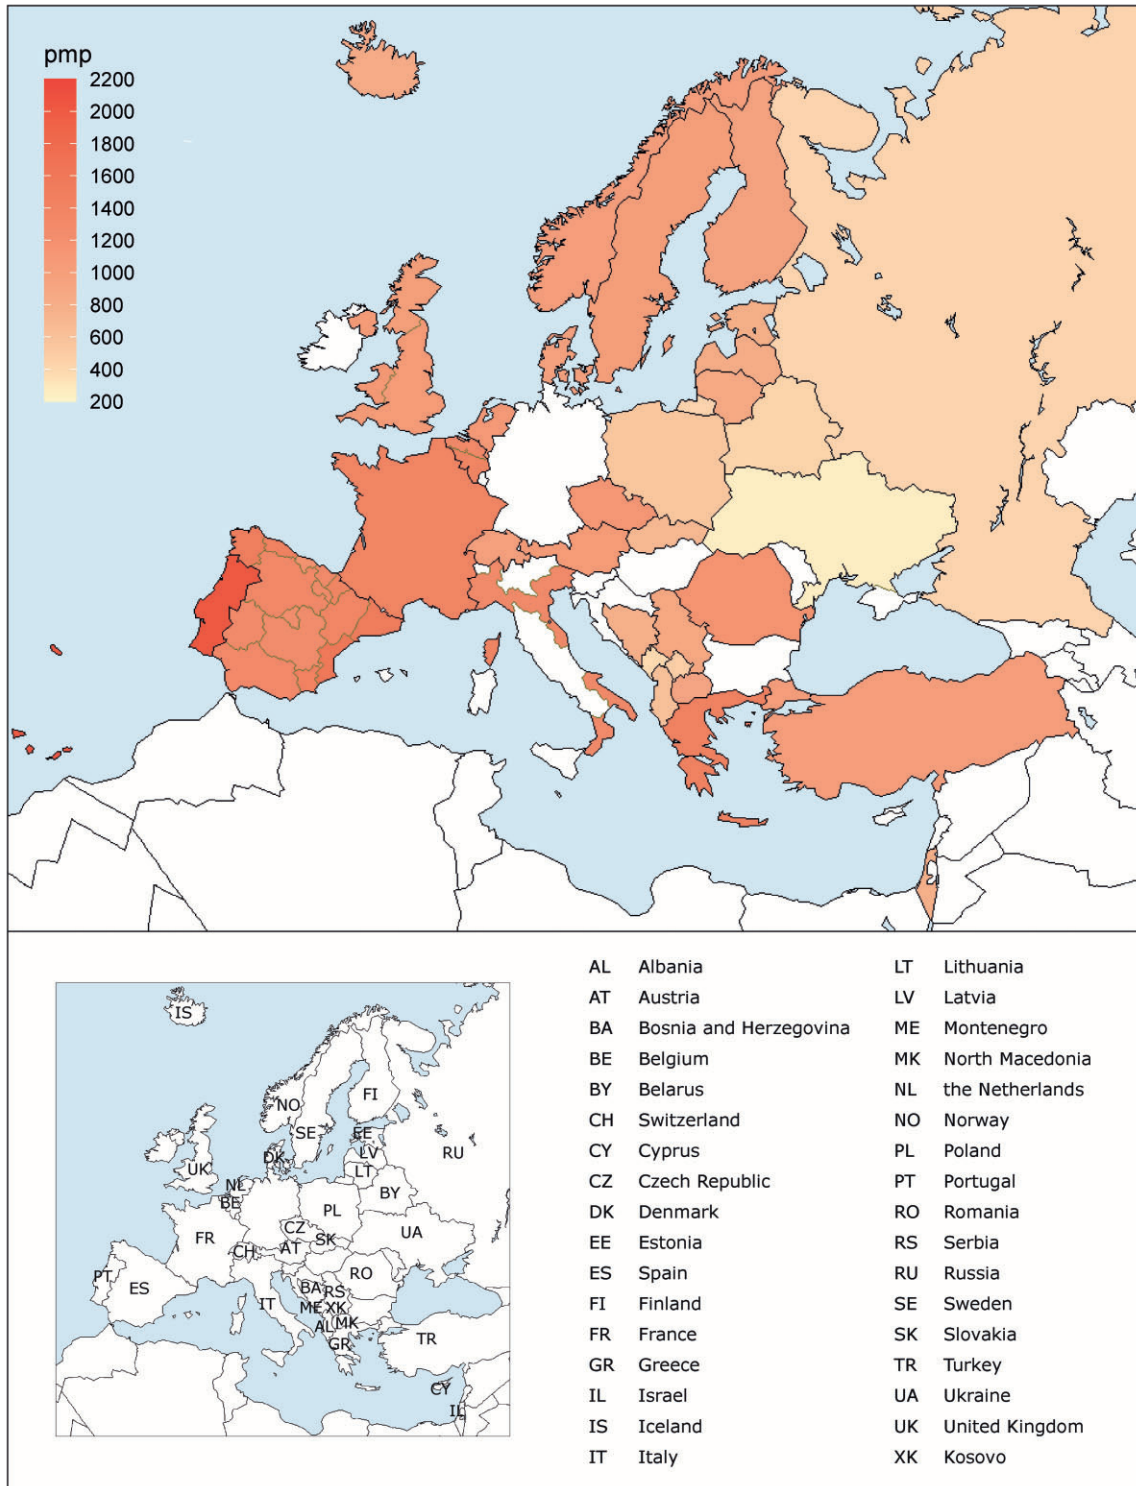 pmp
2200
2000
1800
1600
1400
1200
1000
800
600
400
200
IS
NO
FI
SE
EE
RU
DK
LV
LT
UK
NL
BY
BE
PL
CZ
UA
FR
SK
CH
AT
RO
PT
ES
BA
RS
IT
ME
XK
AL
MK
GR
TR
CY
IL
AL Albania
AT Austria
BA Bosnia and Herzegovina
BE Belgium
BY Belarus
CH Switzerland
CY Cyprus
CZ Czech Republic
DK Denmark
EE Estonia
ES Spain
FI Finland
FR France
GR Greece
IL Israel
IS Iceland
IT Italy
LT Lithuania
LV Latvia
ME Montenegro
MK North Macedonia
NL the Netherlands
NO Norway
PL Poland
PT Portugal
RO Romania
RS Serbia
RU Russia
SE Sweden
SK Slovakia
TR Turkey
UA Ukraine
UK United Kingdom
XK Kosovo